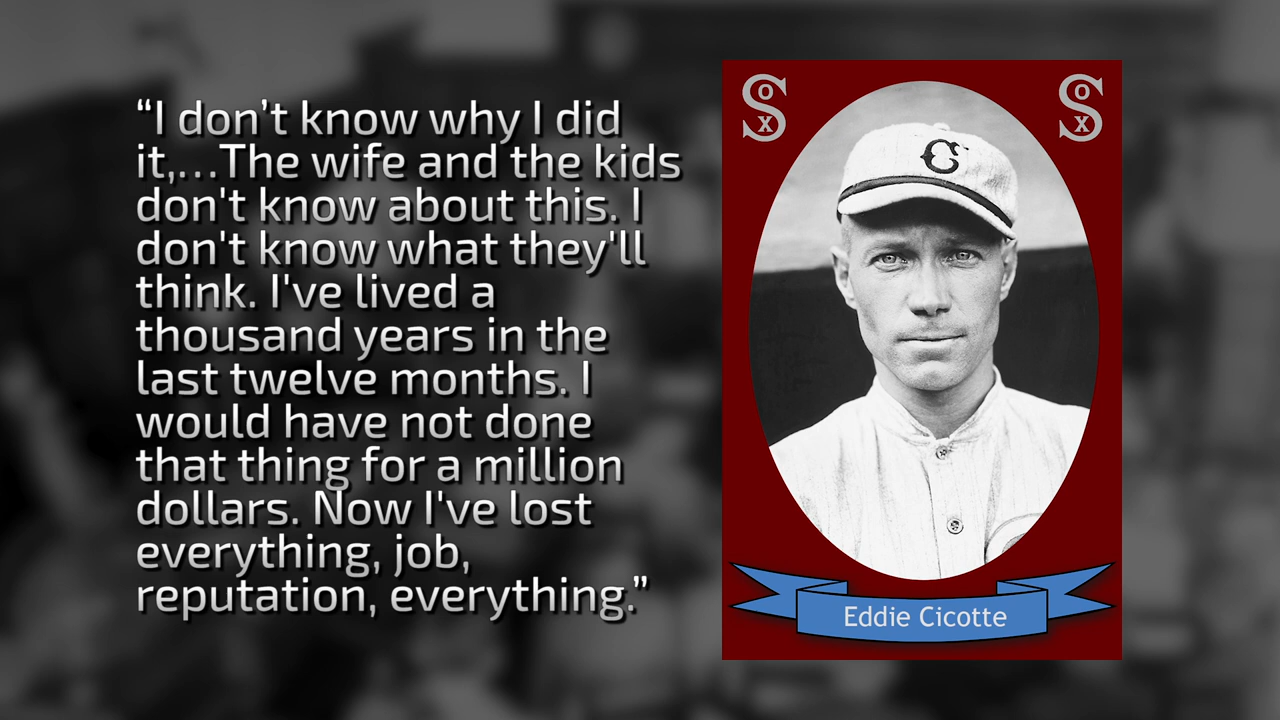 “I don’t know why I did
it,…The wife and the kids
don't know about this. I
don't know what they'll
think. I've lived a
thousand years in the
last twelve months. I
would have not done
that thing for a million
dollars. Now I've lost
everything, job,
reputation, everything.”
SOX
SOX
C
Eddie Cicotte